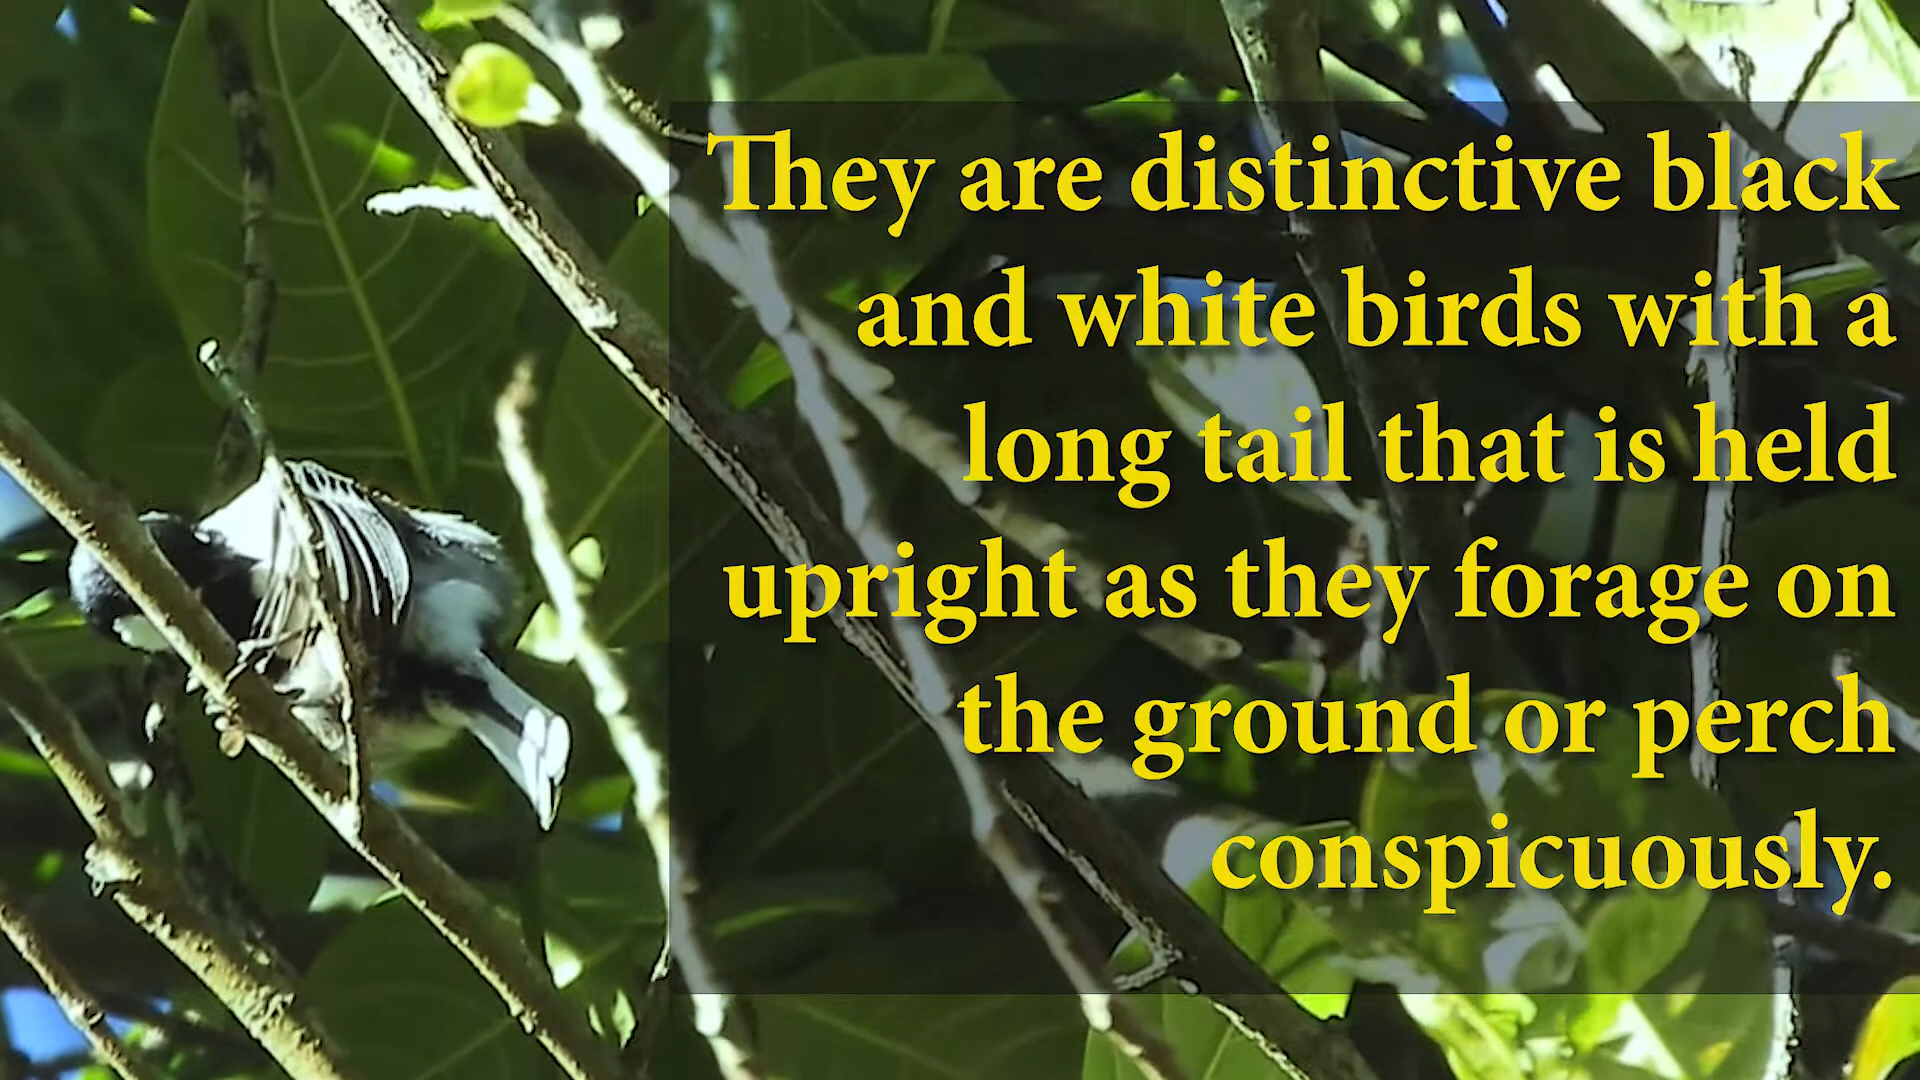 They are distinctive black
and white birds with a
long tail that is held
upright as they forage on
the ground or perch
conspicuously.